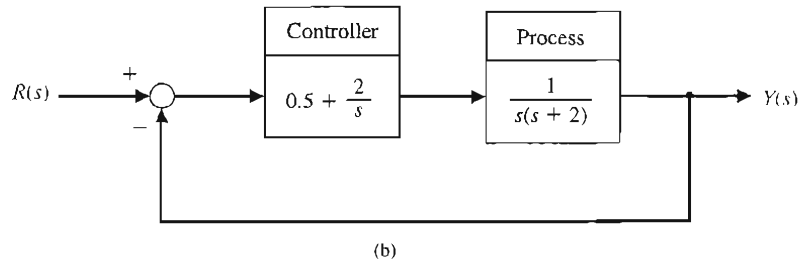 Controller
Process
+
R(s)
0.5 + 2/s
1/s(s + 2)
Y(s)
−
(b)